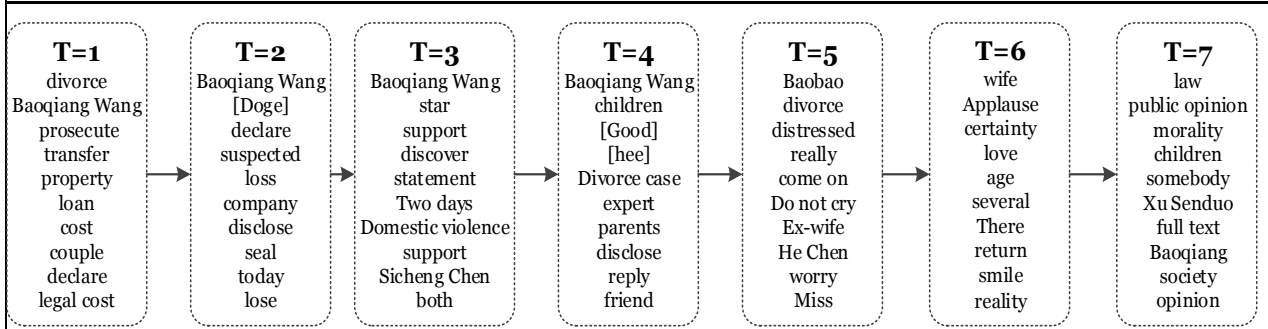 T=1
divorce
Baoqiang Wang
prosecute
transfer
property
loan
cost
couple
declare
legal cost
T=2
Baoqiang Wang
[Doge]
declare
suspected
loss
company
disclose
seal
today
lose
T=3
Baoqiang Wang
star
support
discover
statement
Two days
Domestic violence
support
Sicheng Chen
both
T=4
Baoqiang Wang
children
[Good]
[hee]
Divorce case
expert
parents
disclose
reply
friend
T=5
Baobao
divorce
distressed
really
come on
Do not cry
Ex-wife
He Chen
worry
Miss
T=6
wife
Applause
certainty
love
age
several
There
return
smile
reality
T=7
law
public opinion
morality
children
somebody
Xu Senduo
full text
Baoqiang
society
opinion